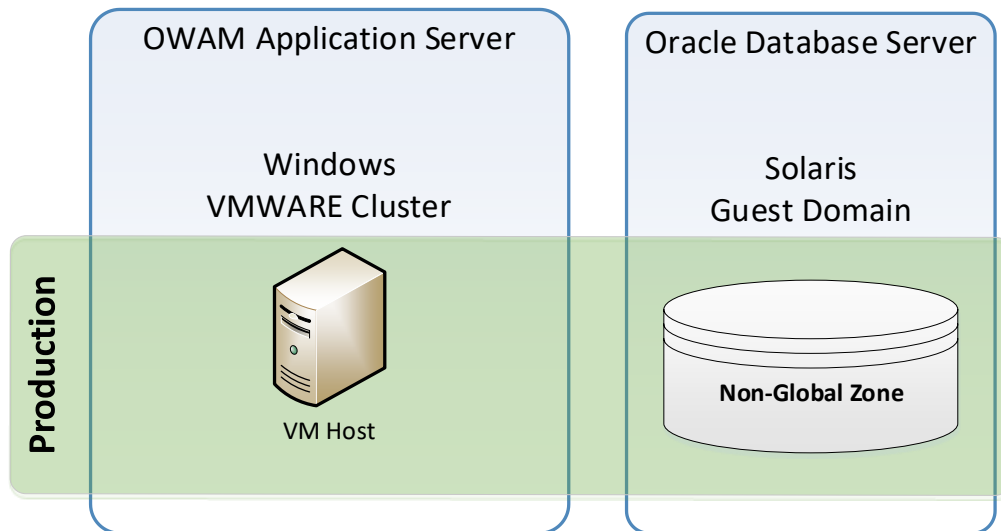 OWAM Application Server
Oracle Database Server
Windows
VMWARE Cluster
Solaris
Guest Domain
Production
VM Host
Non-Global Zone